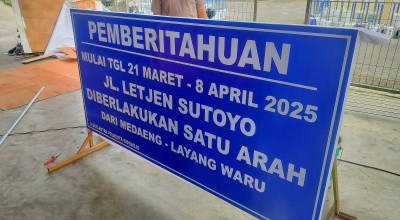 PEMBERITAHUAN
MULAI TGL 21 MARET - 8 APRIL 2025
JL. LETJEN SUTOYO
DIBERLAKUKAN SATU ARAH
DARI MEDAENG - LAYANG WARU